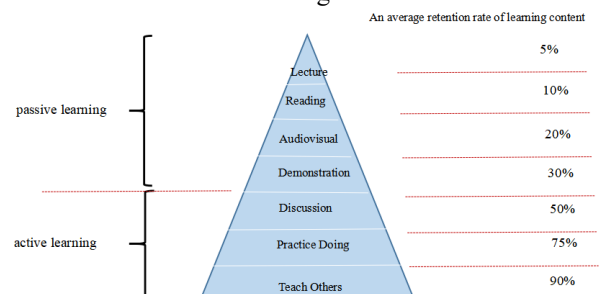 An average retention rate of learning content
5%
Lecture
10%
Reading
passive learning
20%
Audiovisual
30%
Demonstration
50%
Discussion
active learning
75%
Practice Doing
90%
Teach Others